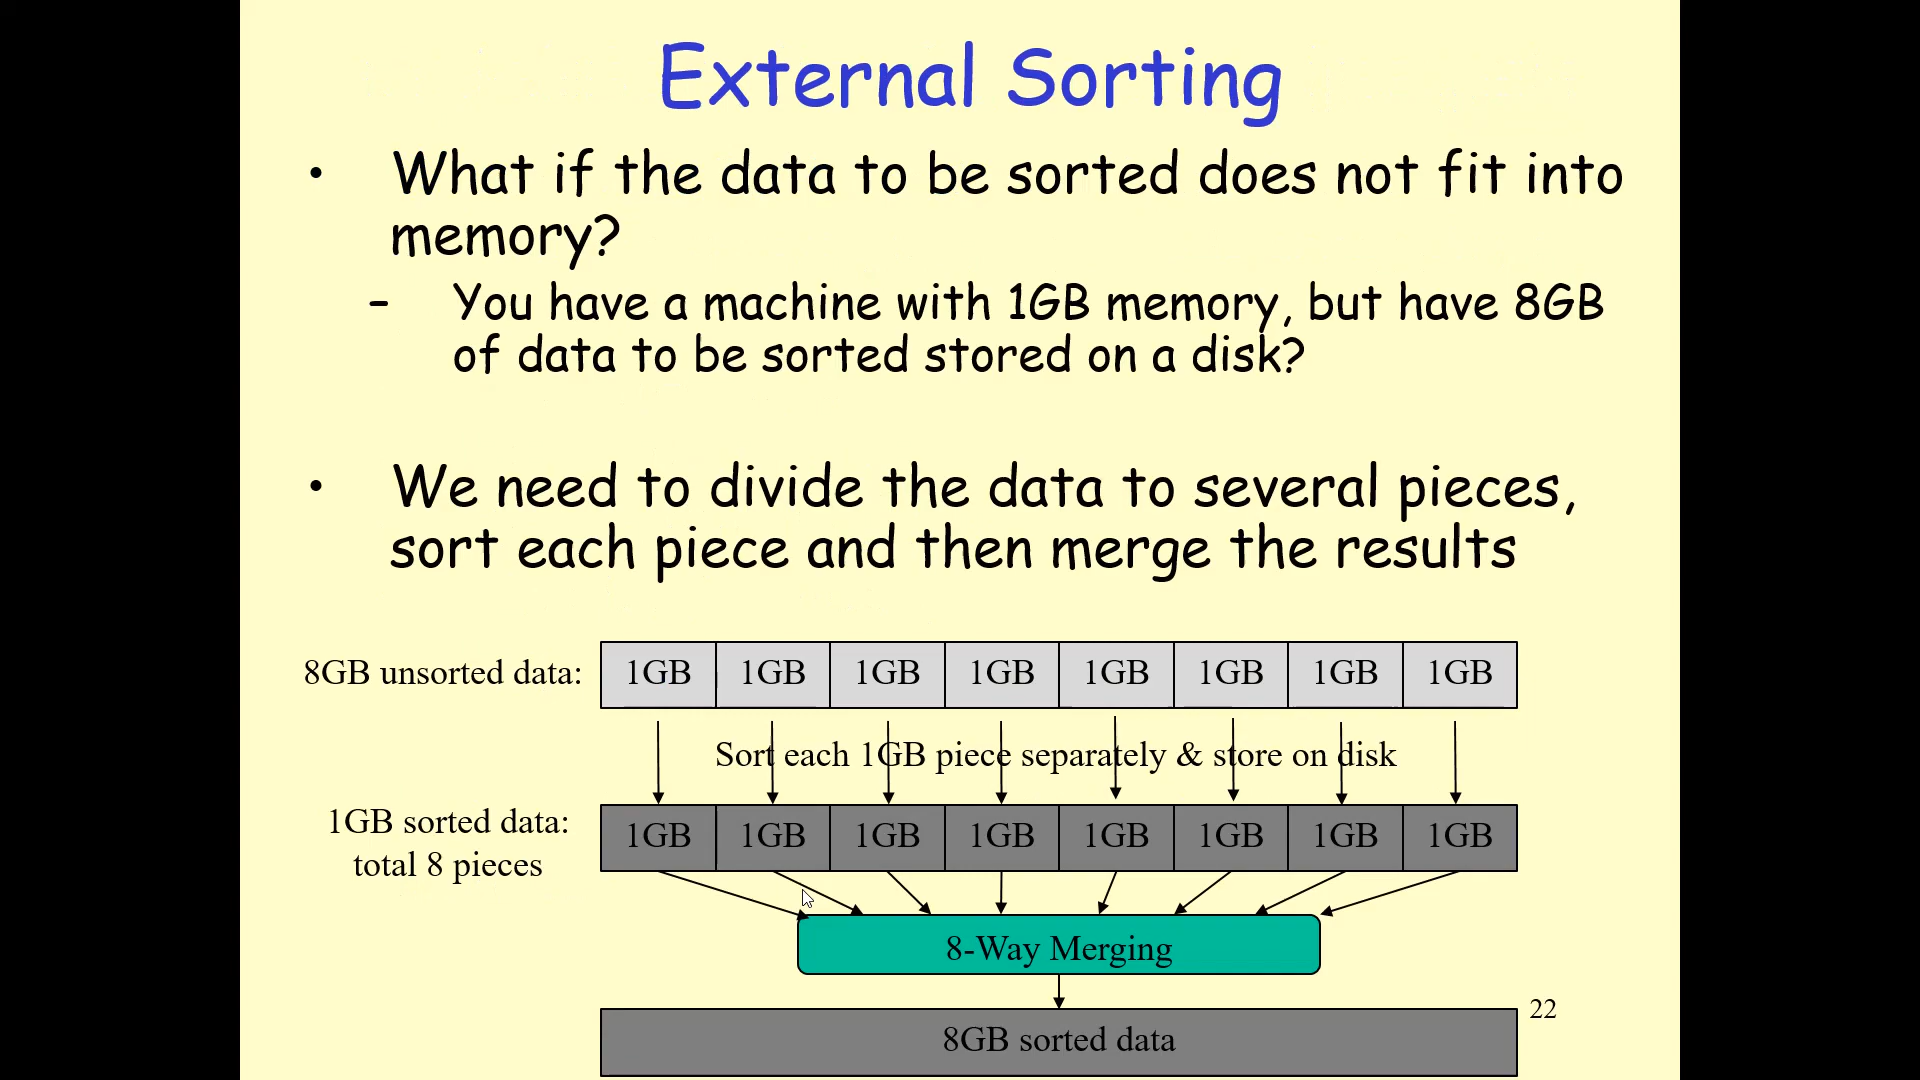 External Sorting
• What if the data to be sorted does not fit into
memory?
– You have a machine with 1GB memory, but have 8GB
of data to be sorted stored on a disk?
• We need to divide the data to several pieces,
sort each piece and then merge the results
8GB unsorted data: 1GB 1GB 1GB 1GB 1GB 1GB 1GB 1GB
Sort each 1GB piece separately & store on disk
1GB sorted data:
total 8 pieces
1GB 1GB 1GB 1GB 1GB 1GB 1GB 1GB
8-Way Merging
22
8GB sorted data